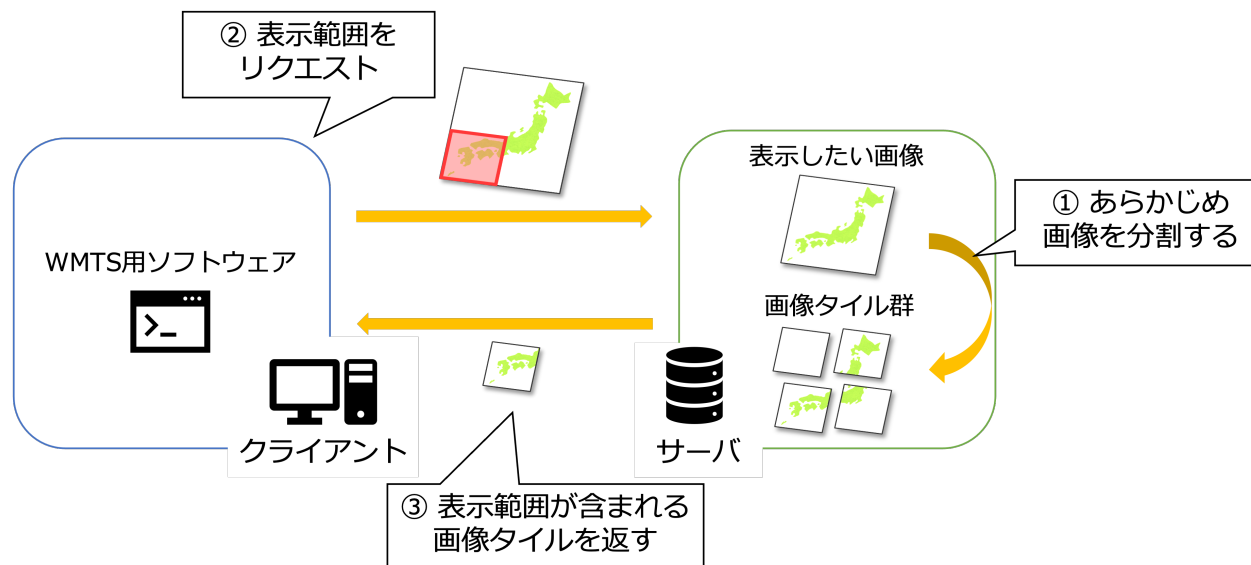 ② 表示範囲を
リクエスト
表示したい画像
① あらかじめ
画像を分割する
WMTS用ソフトウェア
画像タイル群
クライアント
サーバ
③ 表示範囲が含まれる
画像タイルを返す